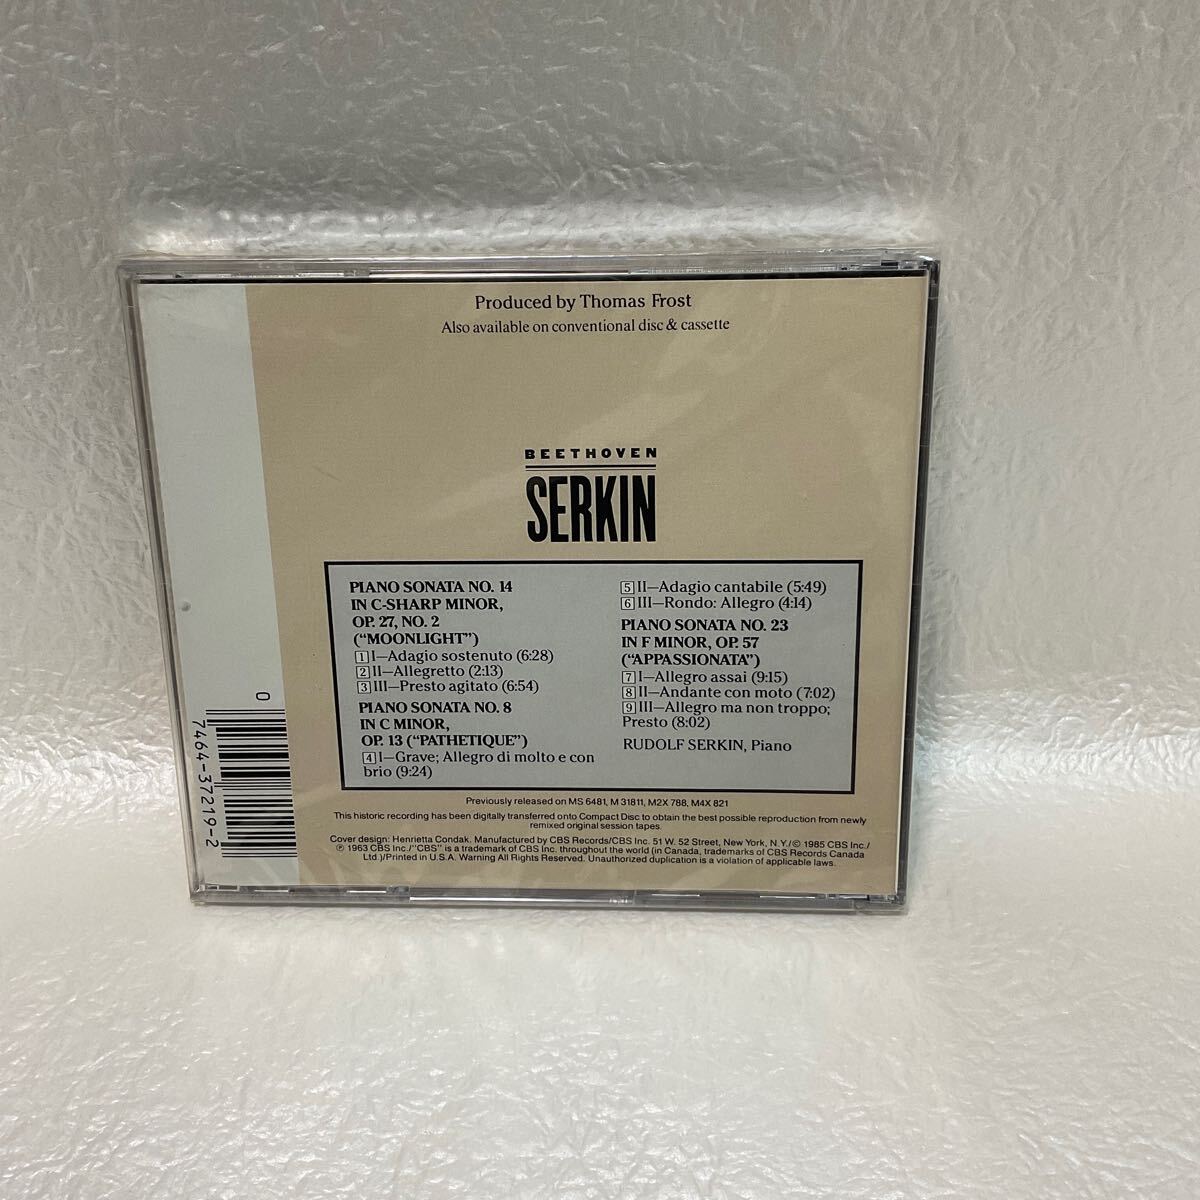 Produced by Thomas Frost
Also available on conventional disc & cassette
BEETHOVEN
SERKIN
PIANO SONATA NO. 14
IN C-SHARP MINOR,
OP. 27, NO. 2
("MOONLIGHT")
1 I—Adagio sostenuto (6:28)
2 II—Allegretto (2:13)
3 III—Presto agitato (6:54)
PIANO SONATA NO. 8
IN C MINOR,
OP. 13 ("PATHETIQUE")
4 I—Grave; Allegro di molto e con
brio (9:24)
5 II—Adagio cantabile (5:49)
6 III—Rondo: Allegro (4:14)
PIANO SONATA NO. 23
IN F MINOR, OP. 57
("APPASSIONATA")
7 I—Allegro assai (9:15)
8 II—Andante con moto (7:02)
9 III—Allegro ma non troppo;
Presto (8:02)
RUDOLF SERKIN, Piano
Previously released on MS 6481, M 31811, M2X 788, M4X 821
This historic recording has been digitally transferred onto Compact Disc to obtain the best possible reproduction from newly
remixed original session tapes.
Cover design: Henrietta Condak. Manufactured by CBS Records/CBS Inc. 51 W. 52 Street, New York, N.Y./© 1985 CBS Inc./
℗ 1963 CBS Inc./"CBS" is a trademark of CBS Inc. throughout the world (in Canada, trademarks of CBS Records Canada
Ltd.)/Printed in U.S.A. Warning All Rights Reserved. Unauthorized duplication is a violation of applicable laws.
0
7464-37219-2